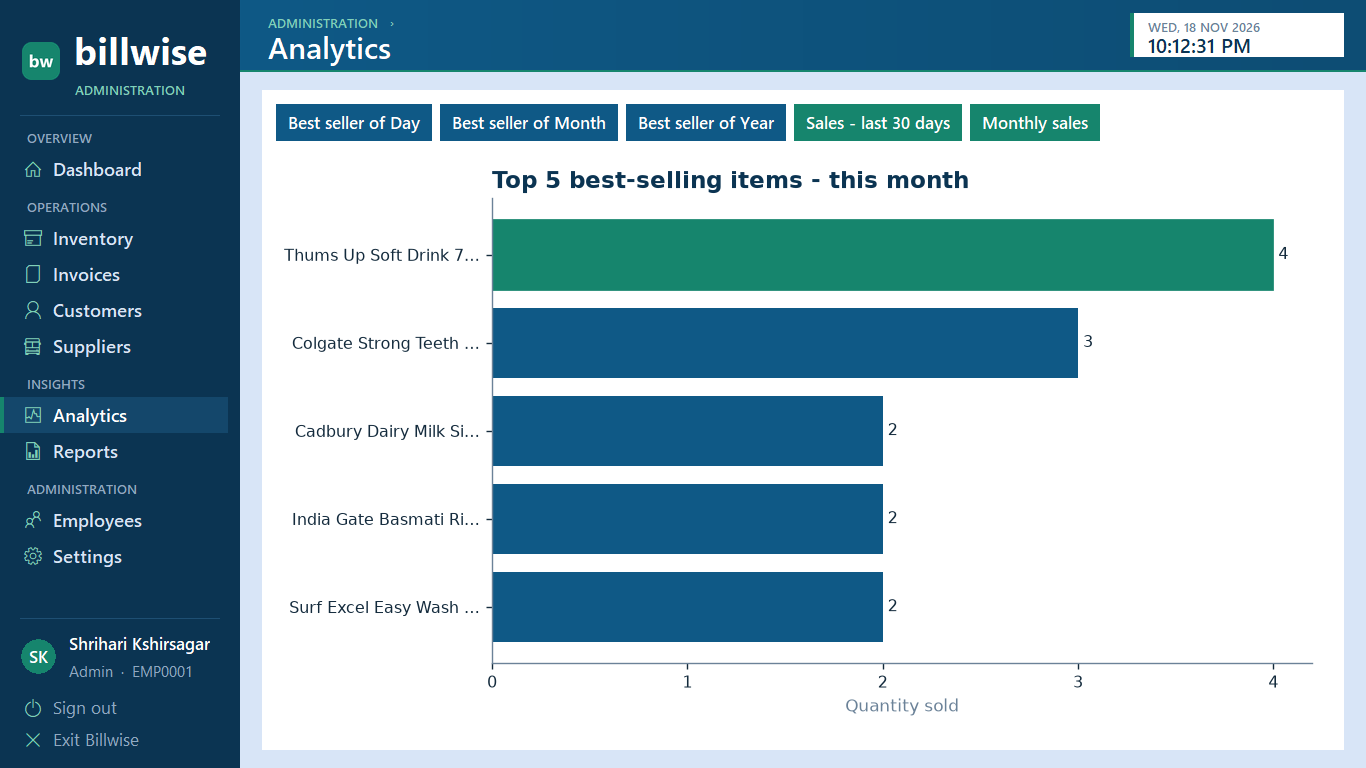 bw
billwise
ADMINISTRATION
OVERVIEW
Dashboard
OPERATIONS
Inventory
Invoices
Customers
Suppliers
INSIGHTS
Analytics
Reports
ADMINISTRATION
Employees
Settings
SK
Shrihari Kshirsagar
Admin · EMP0001
Sign out
Exit Billwise
ADMINISTRATION ›
Analytics
WED, 18 NOV 2026
10:12:31 PM
Best seller of Day Best seller of Month Best seller of Year Sales - last 30 days Monthly sales
Top 5 best-selling items - this month
Thums Up Soft Drink 7... 4
Colgate Strong Teeth ... 3
Cadbury Dairy Milk Si... 2
India Gate Basmati Ri... 2
Surf Excel Easy Wash ... 2
0 1 2 3 4
Quantity sold